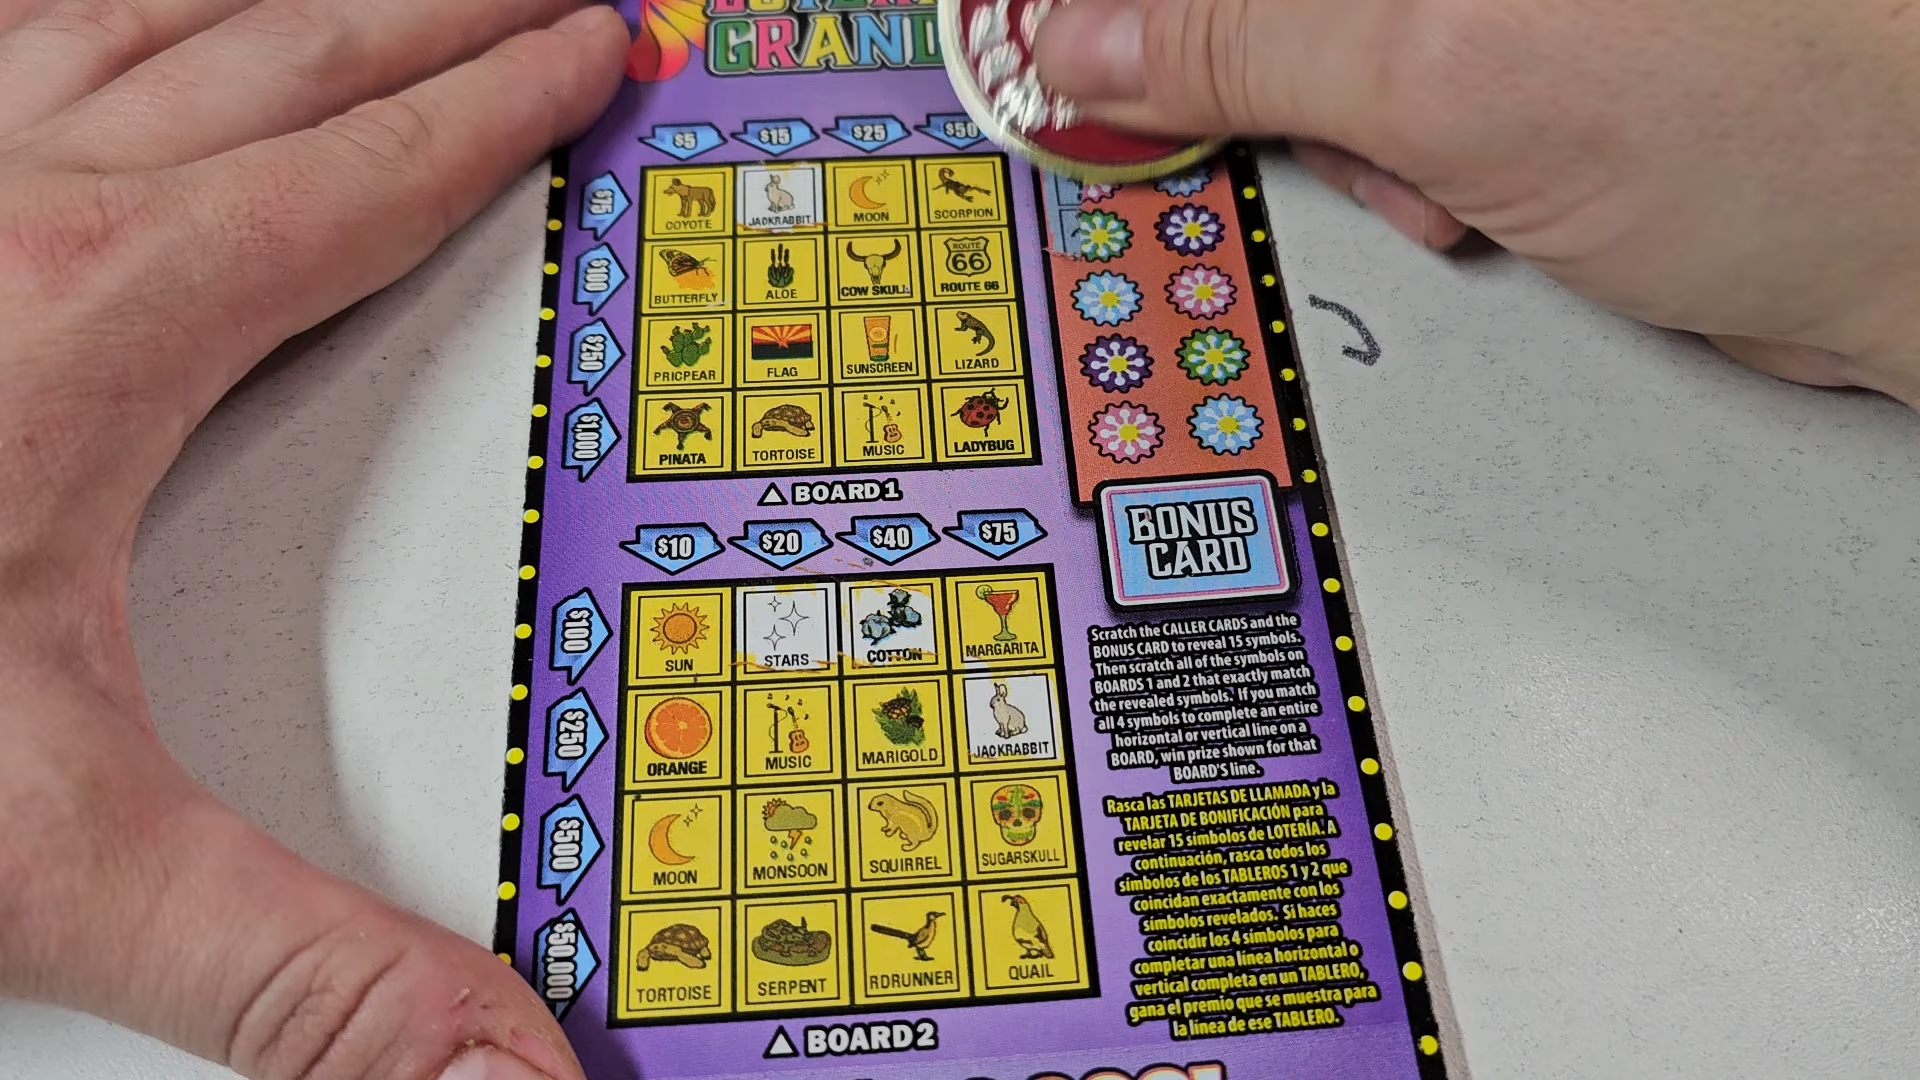 GRAND
$5 $15 $25 $50
$75 COYOTE JACKRABBIT MOON SCORPION
$100 BUTTERFLY ALOE COW SKULL ROUTE 66 ROUTE 66
$250 PRICPEAR FLAG SUNSCREEN LIZARD
$1,000 PINATA TORTOISE MUSIC LADYBUG
BOARD 1
$10 $20 $40 $75
$100 SUN STARS COTTON MARGARITA
$250 ORANGE MUSIC MARIGOLD JACKRABBIT
$500 MOON MONSOON SQUIRREL SUGARSKULL
$50,000 TORTOISE SERPENT RDRUNNER QUAIL
BOARD 2
BONUS
CARD
Scratch the CALLER CARDS and the
BONUS CARD to reveal 15 symbols.
Then scratch all of the symbols on
BOARDS 1 and 2 that exactly match
the revealed symbols. If you match
all 4 symbols to complete an entire
horizontal or vertical line on a
BOARD, win prize shown for that
BOARD'S line.
Rasca las TARJETAS DE LLAMADA y la
TARJETA DE BONIFICACIÓN para
revelar 15 símbolos de LOTERÍA. A
continuación, rasca todos los
símbolos de los TABLEROS 1 y 2 que
coincidan exactamente con los
símbolos revelados. Si haces
coincidir los 4 símbolos para
completar una línea horizontal o
vertical completa en un TABLERO,
gana el premio que se muestra para
la línea de ese TABLERO.